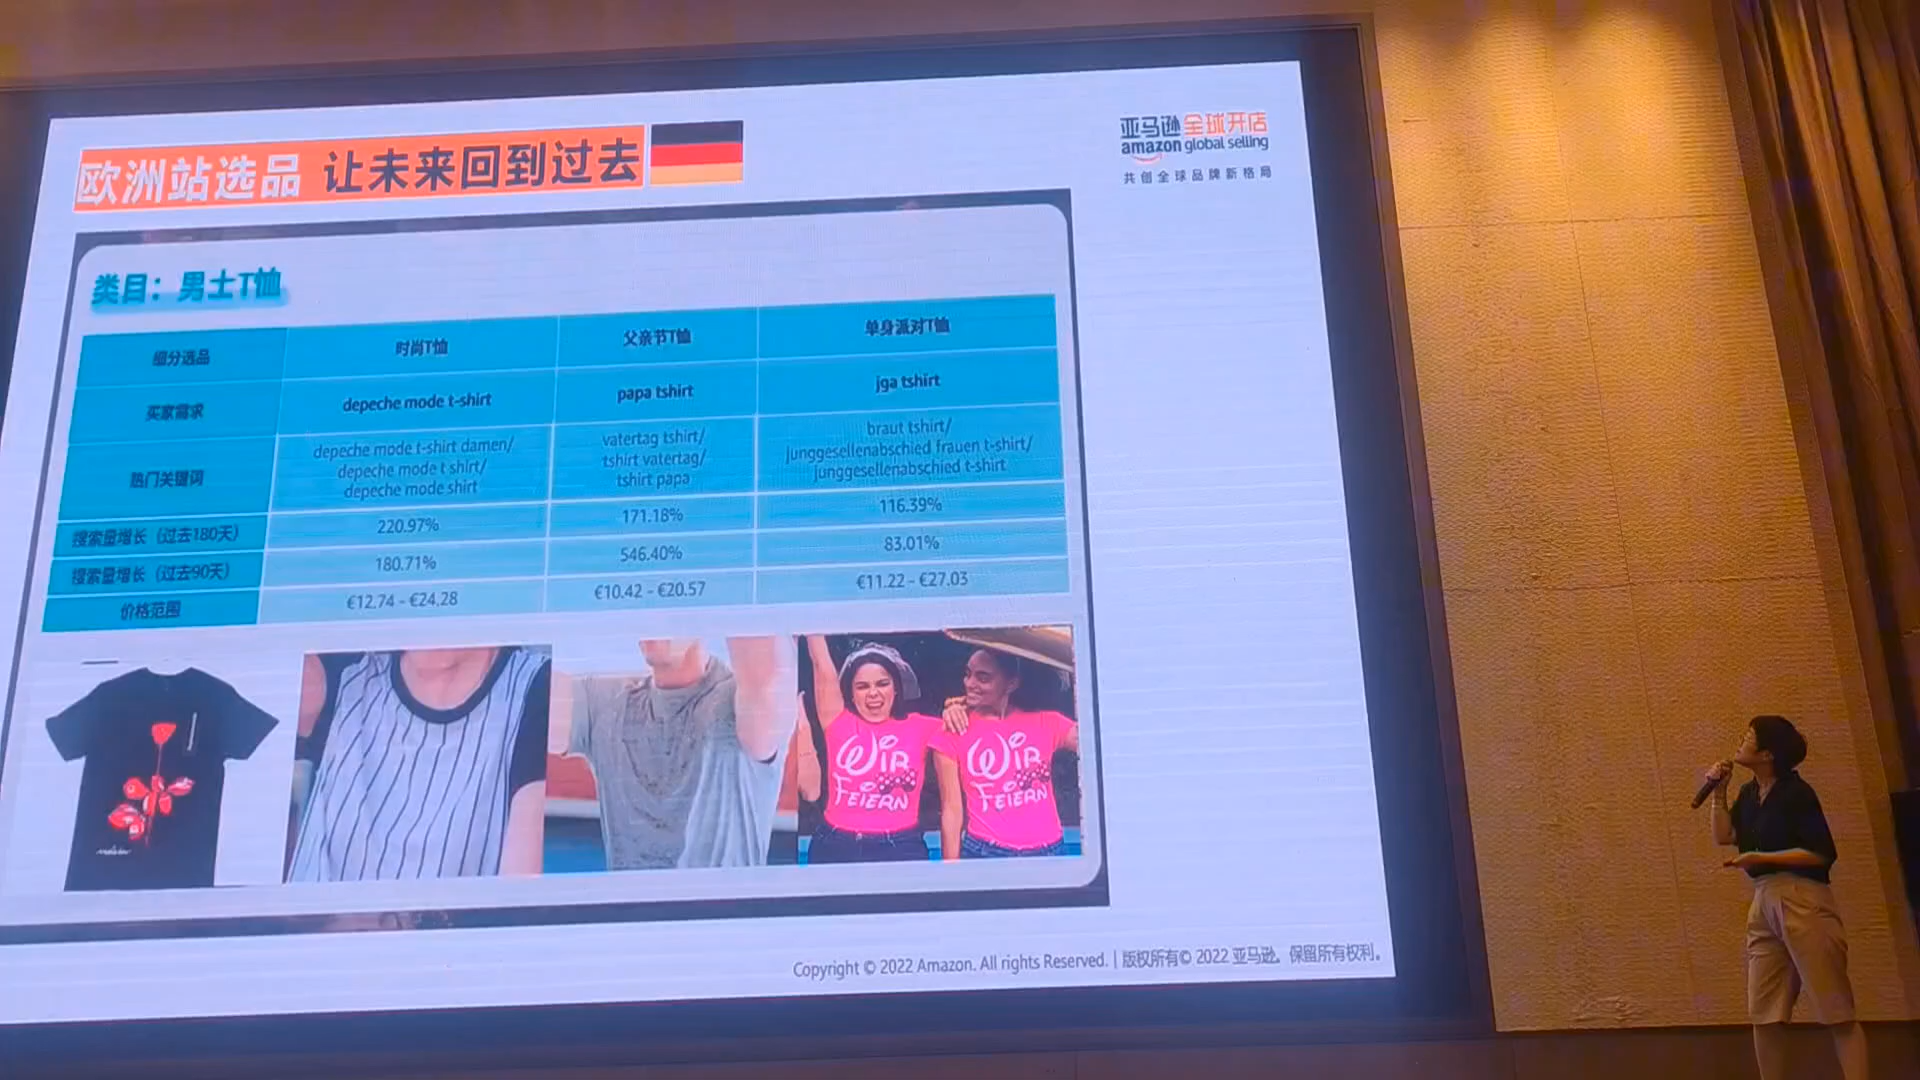 欧洲站选品 让未来回到过去
亚马逊全球开店
amazon global selling
共创全球品牌新格局
类目：男士T恤
细分选品 时尚T恤 父亲节T恤 单身派对T恤
买家需求 depeche mode t-shirt papa tshirt jga tshirt
热门关键词
depeche mode t-shirt damen/
depeche mode t shirt/
depeche mode shirt
vatertag tshirt/
tshirt vatertag/
tshirt papa
braut tshirt/
junggesellenabschied frauen t-shirt/
junggesellenabschied t-shirt
搜索量增长（过去180天） 220.97% 171.18% 116.39%
搜索量增长（过去90天） 180.71% 546.40% 83.01%
价格范围 €12.74 - €24.28 €10.42 - €20.57 €11.22 - €27.03
WIR
FEIERN
WIR
FEIERN
Copyright © 2022 Amazon. All rights Reserved. | 版权所有© 2022 亚马逊。保留所有权利。